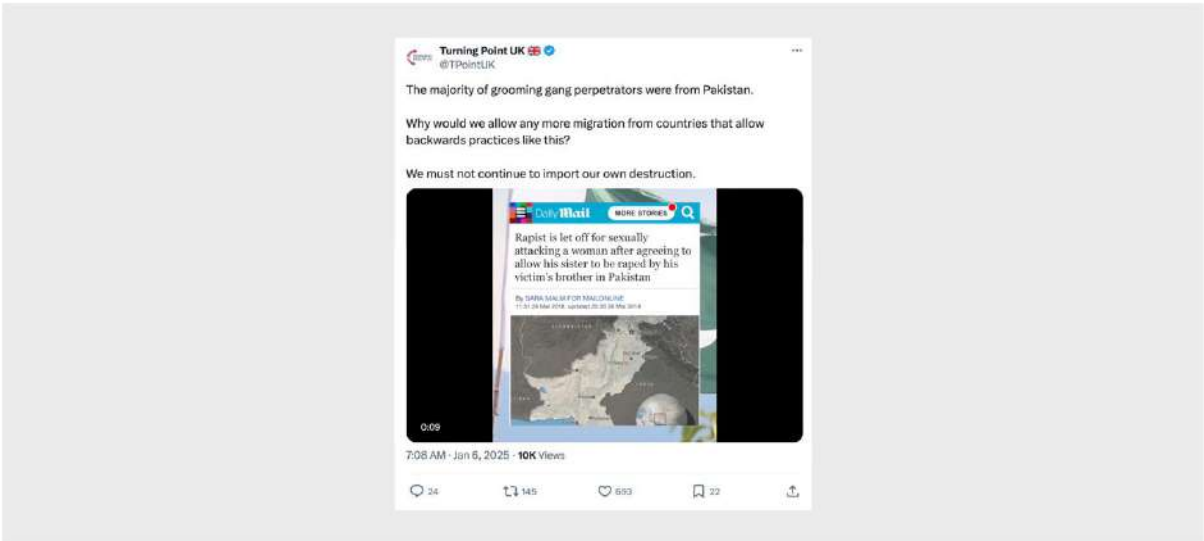 Turning Point UK
@TPointUK
The majority of grooming gang perpetrators were from Pakistan.
Why would we allow any more migration from countries that allow
backwards practices like this?
We must not continue to import our own destruction.
Daily Mail
MORE STORIES
Rapist is let off for sexually
attacking a woman after agreeing to
allow his sister to be raped by his
victim's brother in Pakistan
By SARA MALM FOR MAILONLINE
0:09
7:08 AM · Jan 6, 2025 · 10K Views
24
145
693
22